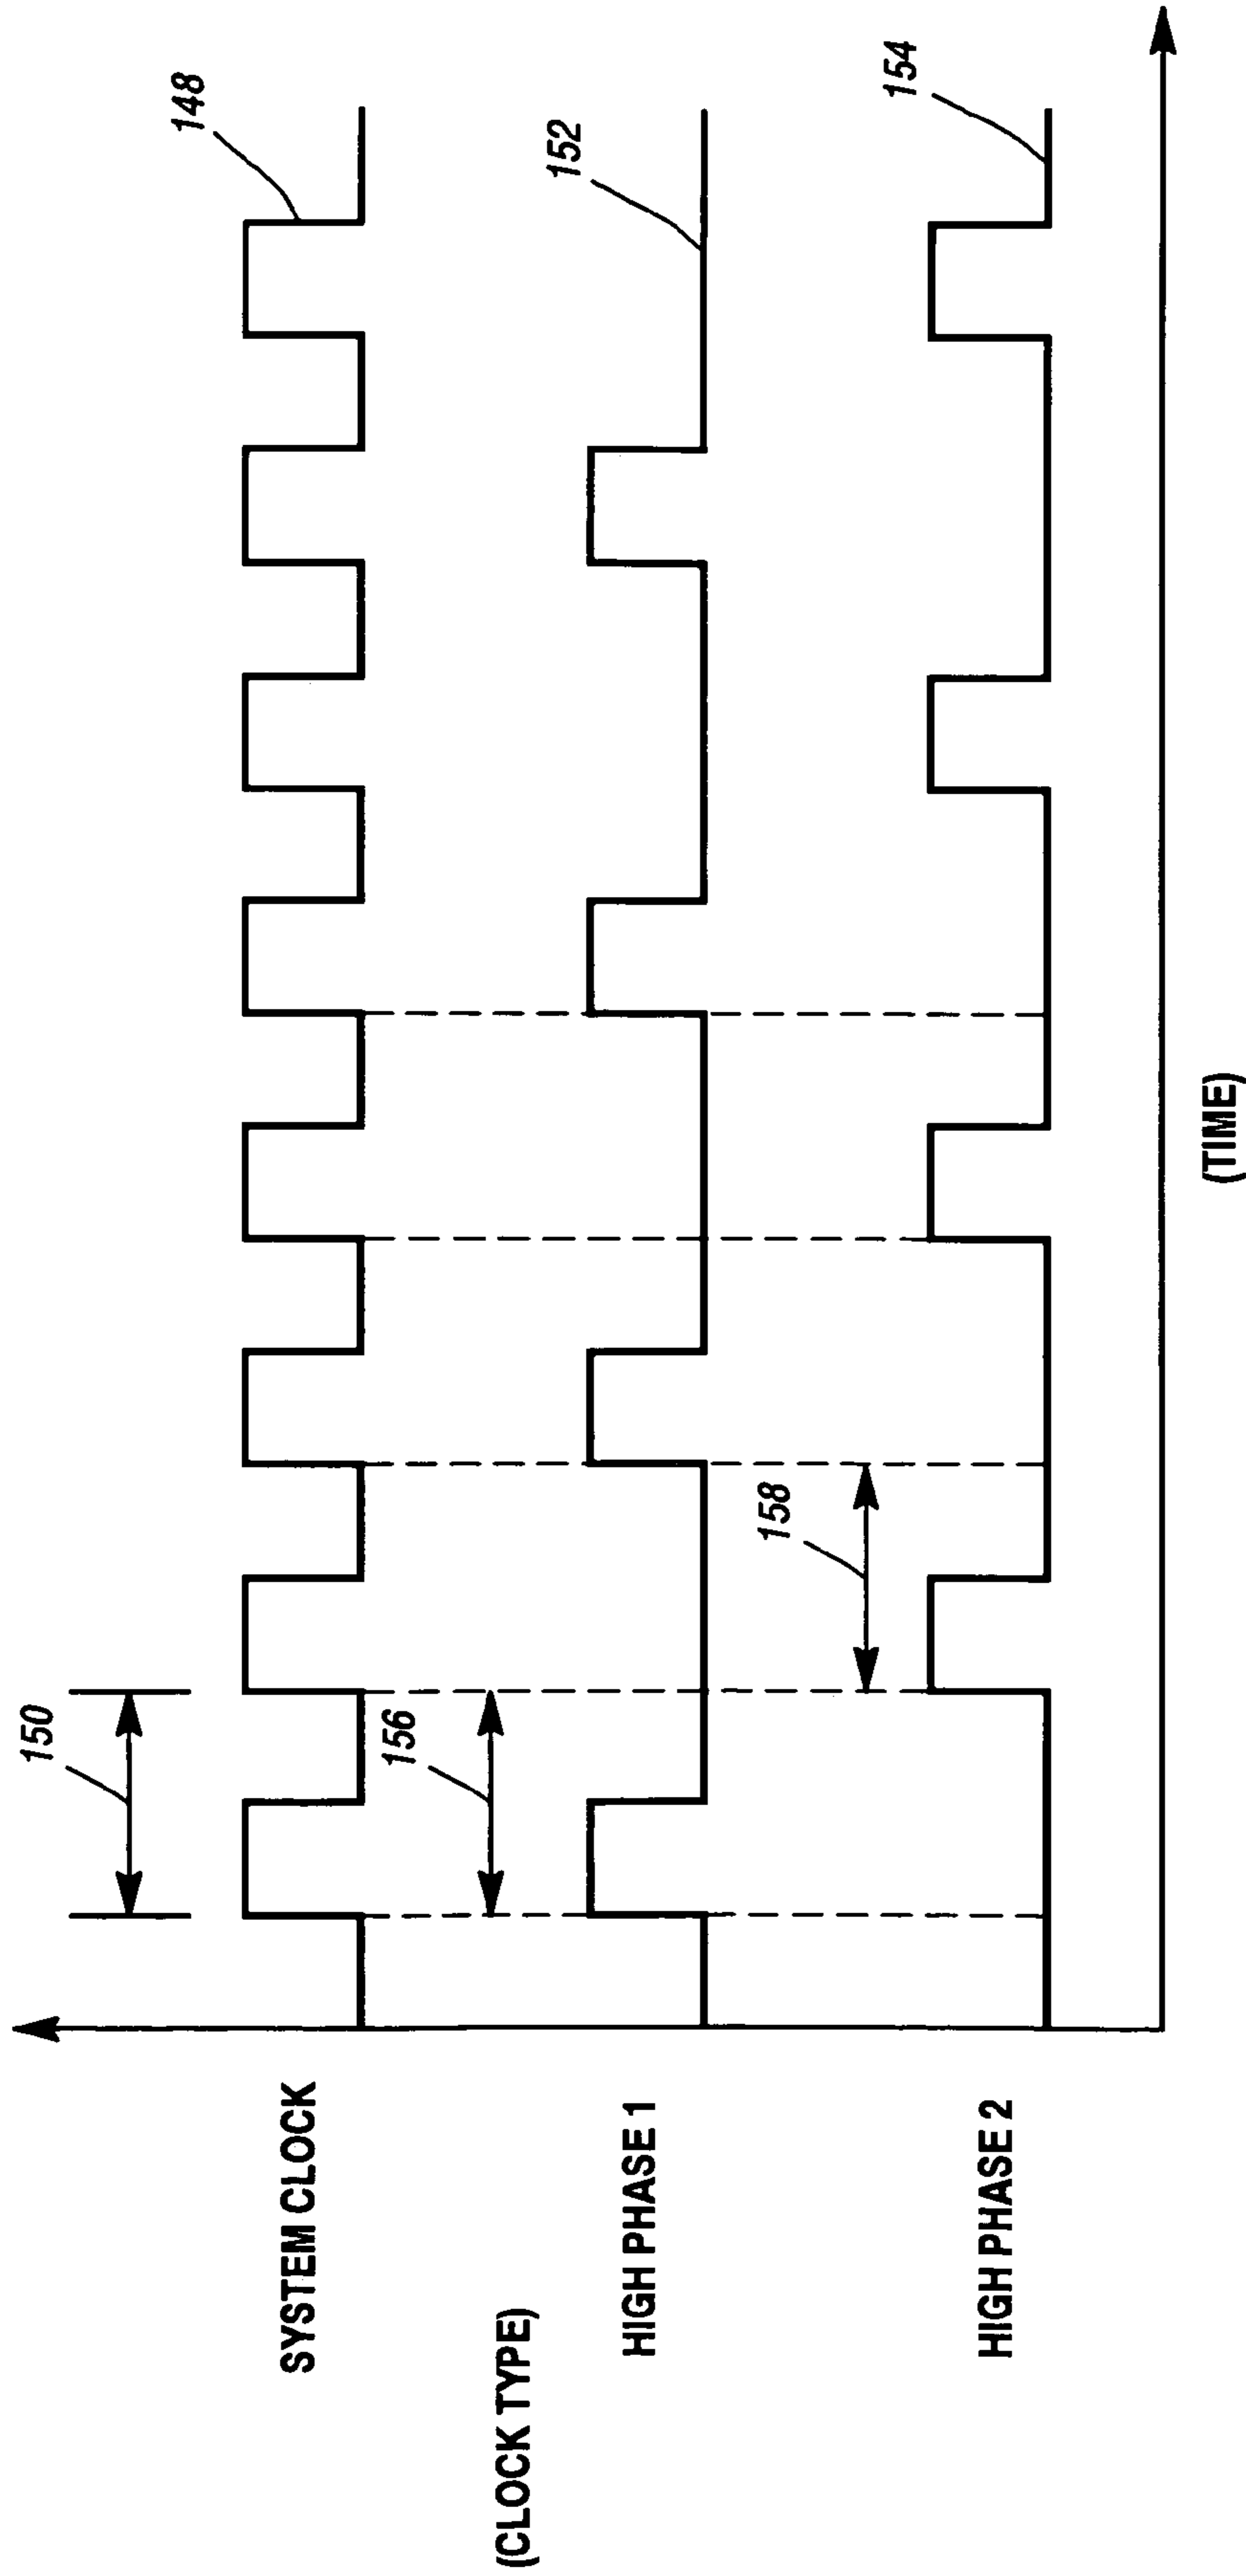 150
148
SYSTEM CLOCK
156
(CLOCK TYPE)
152
HIGH PHASE 1
158
154
HIGH PHASE 2
(TIME)